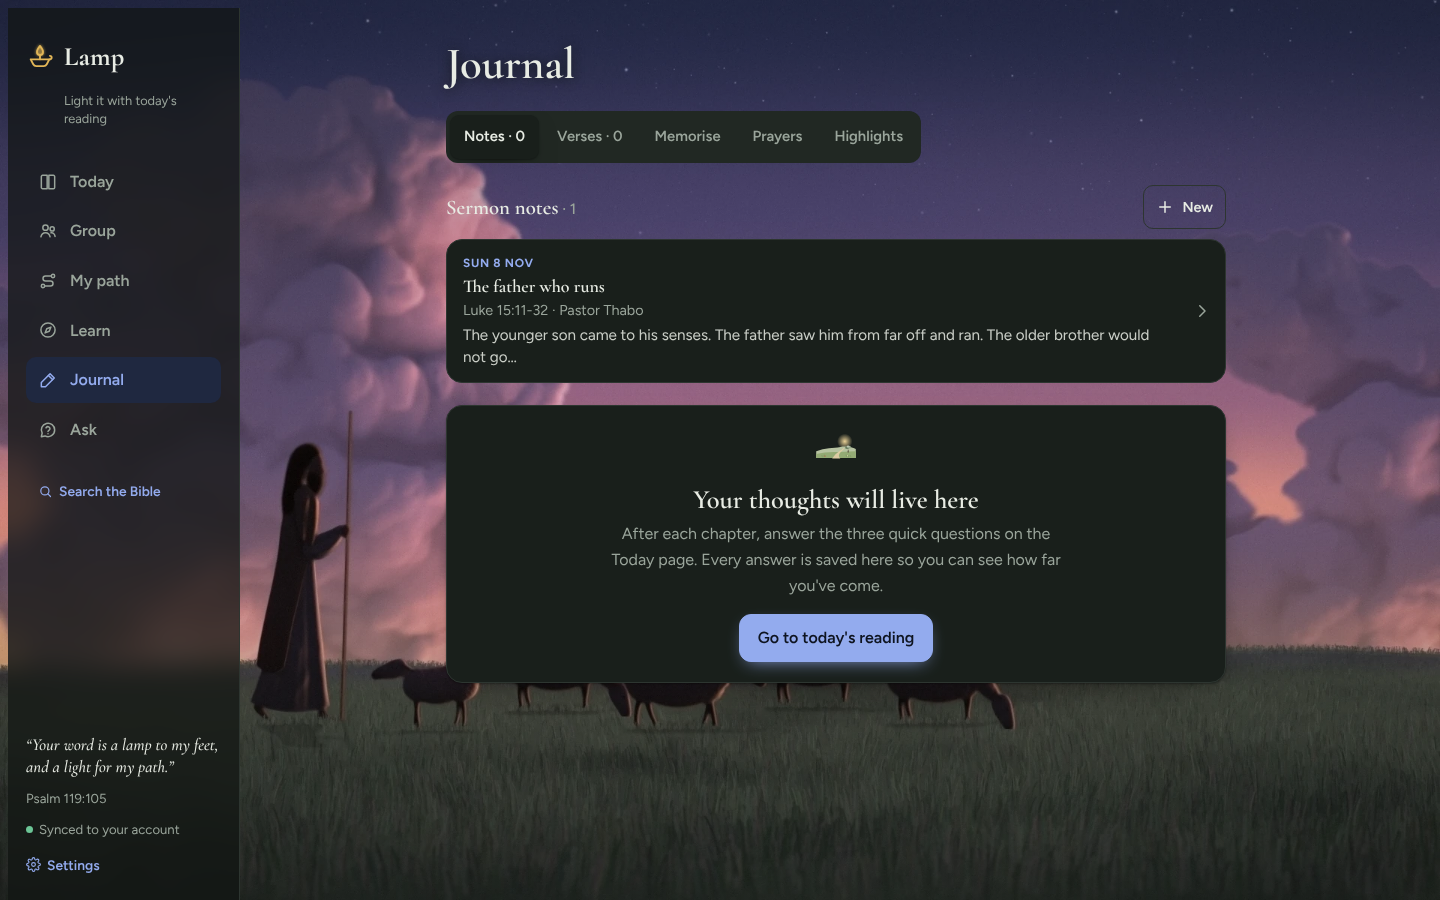 Lamp
Light it with today's
reading
Today
Group
My path
Learn
Journal
Ask
Search the Bible
“Your word is a lamp to my feet,
and a light for my path.”
Psalm 119:105
Synced to your account
Settings
Journal
Notes · 0
Verses · 0
Memorise
Prayers
Highlights
Sermon notes · 1
+ New
SUN 8 NOV
The father who runs
Luke 15:11-32 · Pastor Thabo
The younger son came to his senses. The father saw him from far off and ran. The older brother would
not go...
Your thoughts will live here
After each chapter, answer the three quick questions on the
Today page. Every answer is saved here so you can see how far
you've come.
Go to today's reading